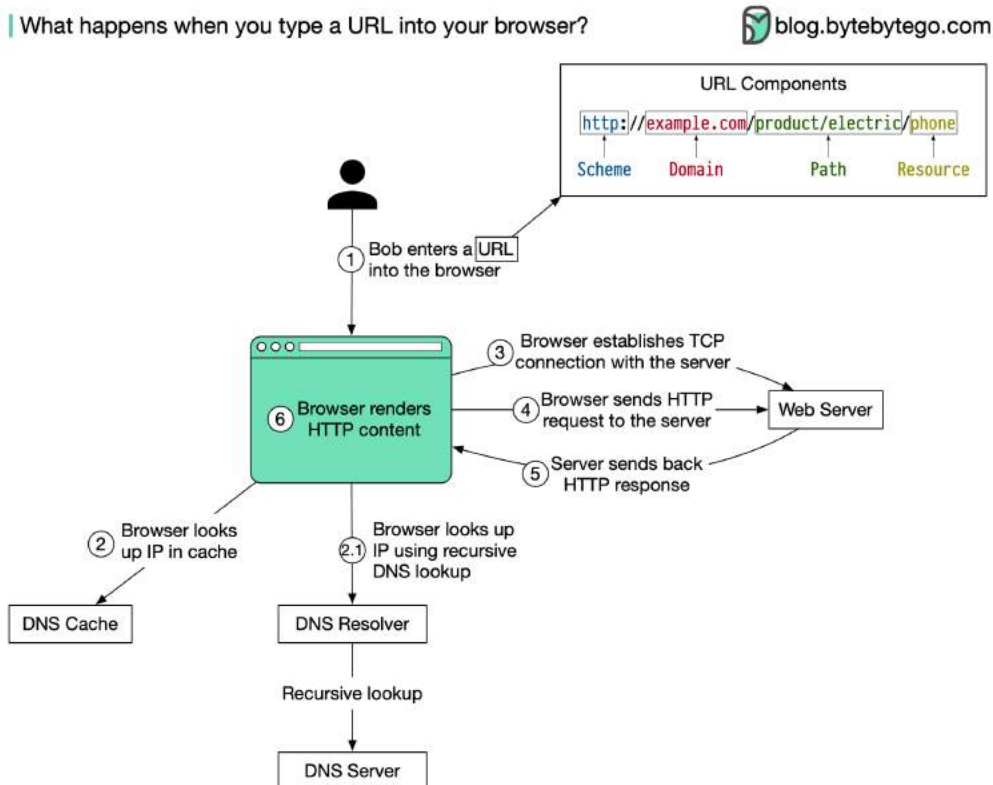 What happens when you type a URL into your browser?
blog.bytebytego.com
URL Components
http://example.com/product/electric/phone
Scheme Domain Path Resource
1 Bob enters a URL
into the browser
3 Browser establishes TCP
connection with the server
4 Browser sends HTTP
request to the server
Web Server
6 Browser renders
HTTP content
5 Server sends back
HTTP response
2 Browser looks
up IP in cache
2.1 Browser looks up
IP using recursive
DNS lookup
DNS Cache
DNS Resolver
Recursive lookup
DNS Server